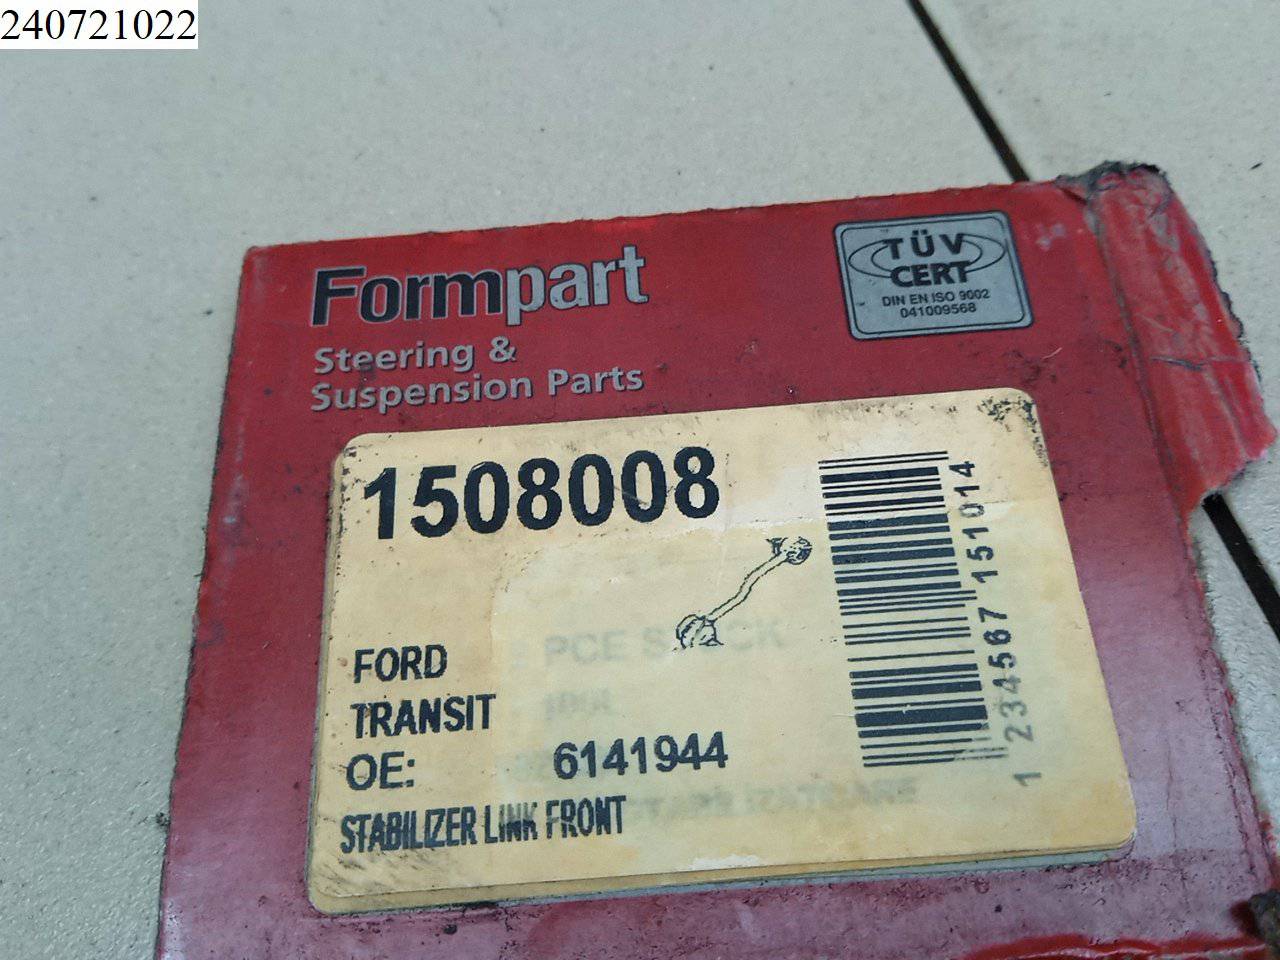 240721022
Formpart
Steering &
Suspension Parts
TÜV
CERT
DIN EN ISO 9002
041009568
1508008
FORD
TRANSIT
OE: 6141944
STABILIZER LINK FRONT
1 234567 151014
PCE